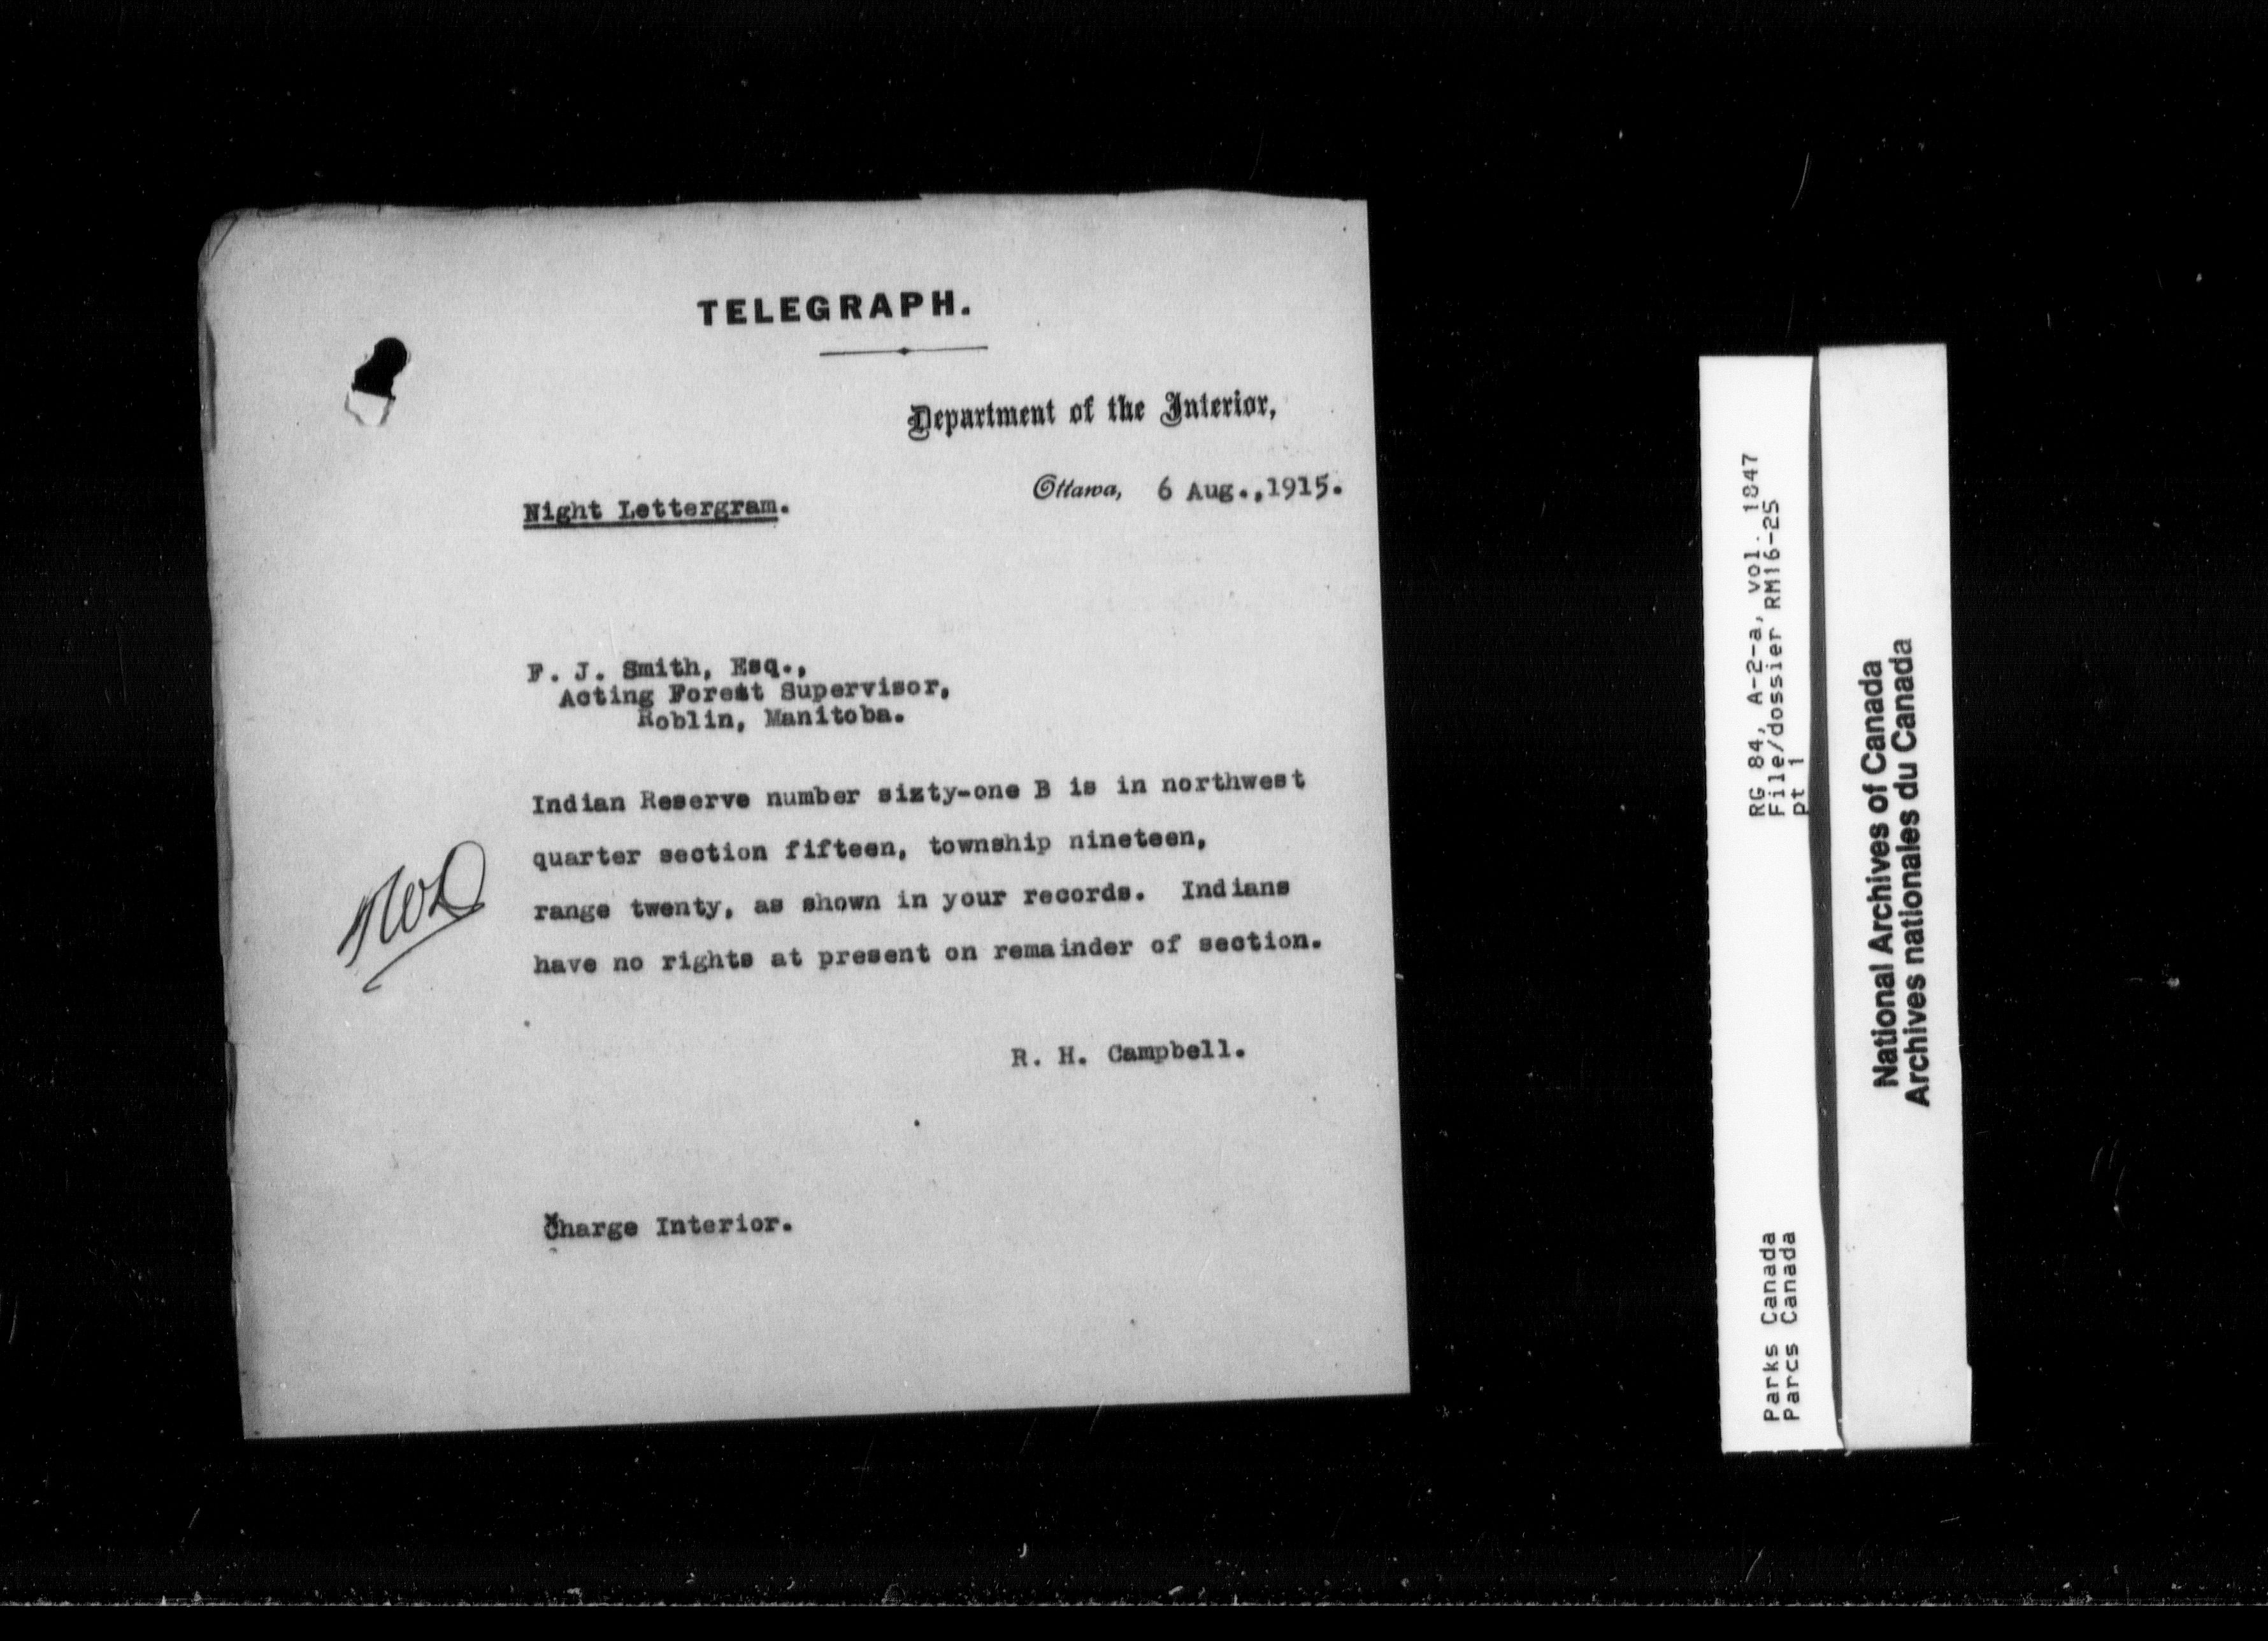 TELEGRAPH.
Department of the Interior,
Ottawa, 6 Aug.,1915.
Night Lettergram.
F. J. Smith, Esq.,
Acting Forest Supervisor,
Roblin, Manitoba.
Indian Reserve number sixty-one B is in northwest
quarter section fifteen, township nineteen,
range twenty, as shown in your records. Indians
have no rights at present on remainder of section.
R. H. Campbell.
Charge Interior.
RG 84, A-2-a, vol. 1847
File/dossier RM16-25
pt 1
Parks Canada
Parcs Canada
National Archives of Canada
Archives nationales du Canada